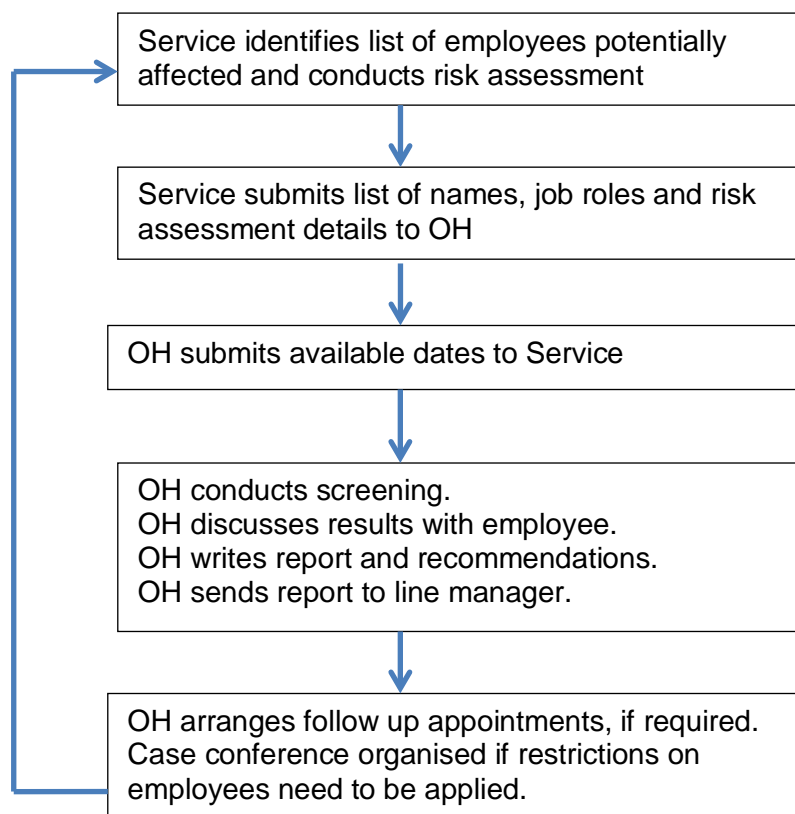 Service identifies list of employees potentially
affected and conducts risk assessment
Service submits list of names, job roles and risk
assessment details to OH
OH submits available dates to Service
OH conducts screening.
OH discusses results with employee.
OH writes report and recommendations.
OH sends report to line manager.
OH arranges follow up appointments, if required.
Case conference organised if restrictions on
employees need to be applied.